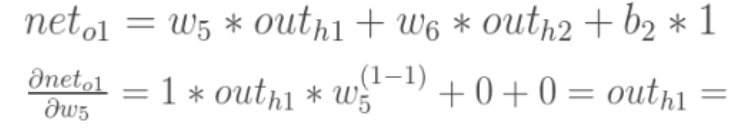 net_{o1} = w_5 * out_{h1} + w_6 * out_{h2} + b_2 * 1
\frac{\partial net_{o1}}{\partial w_5} = 1 * out_{h1} * w_5^{(1-1)} + 0 + 0 = out_{h1} =